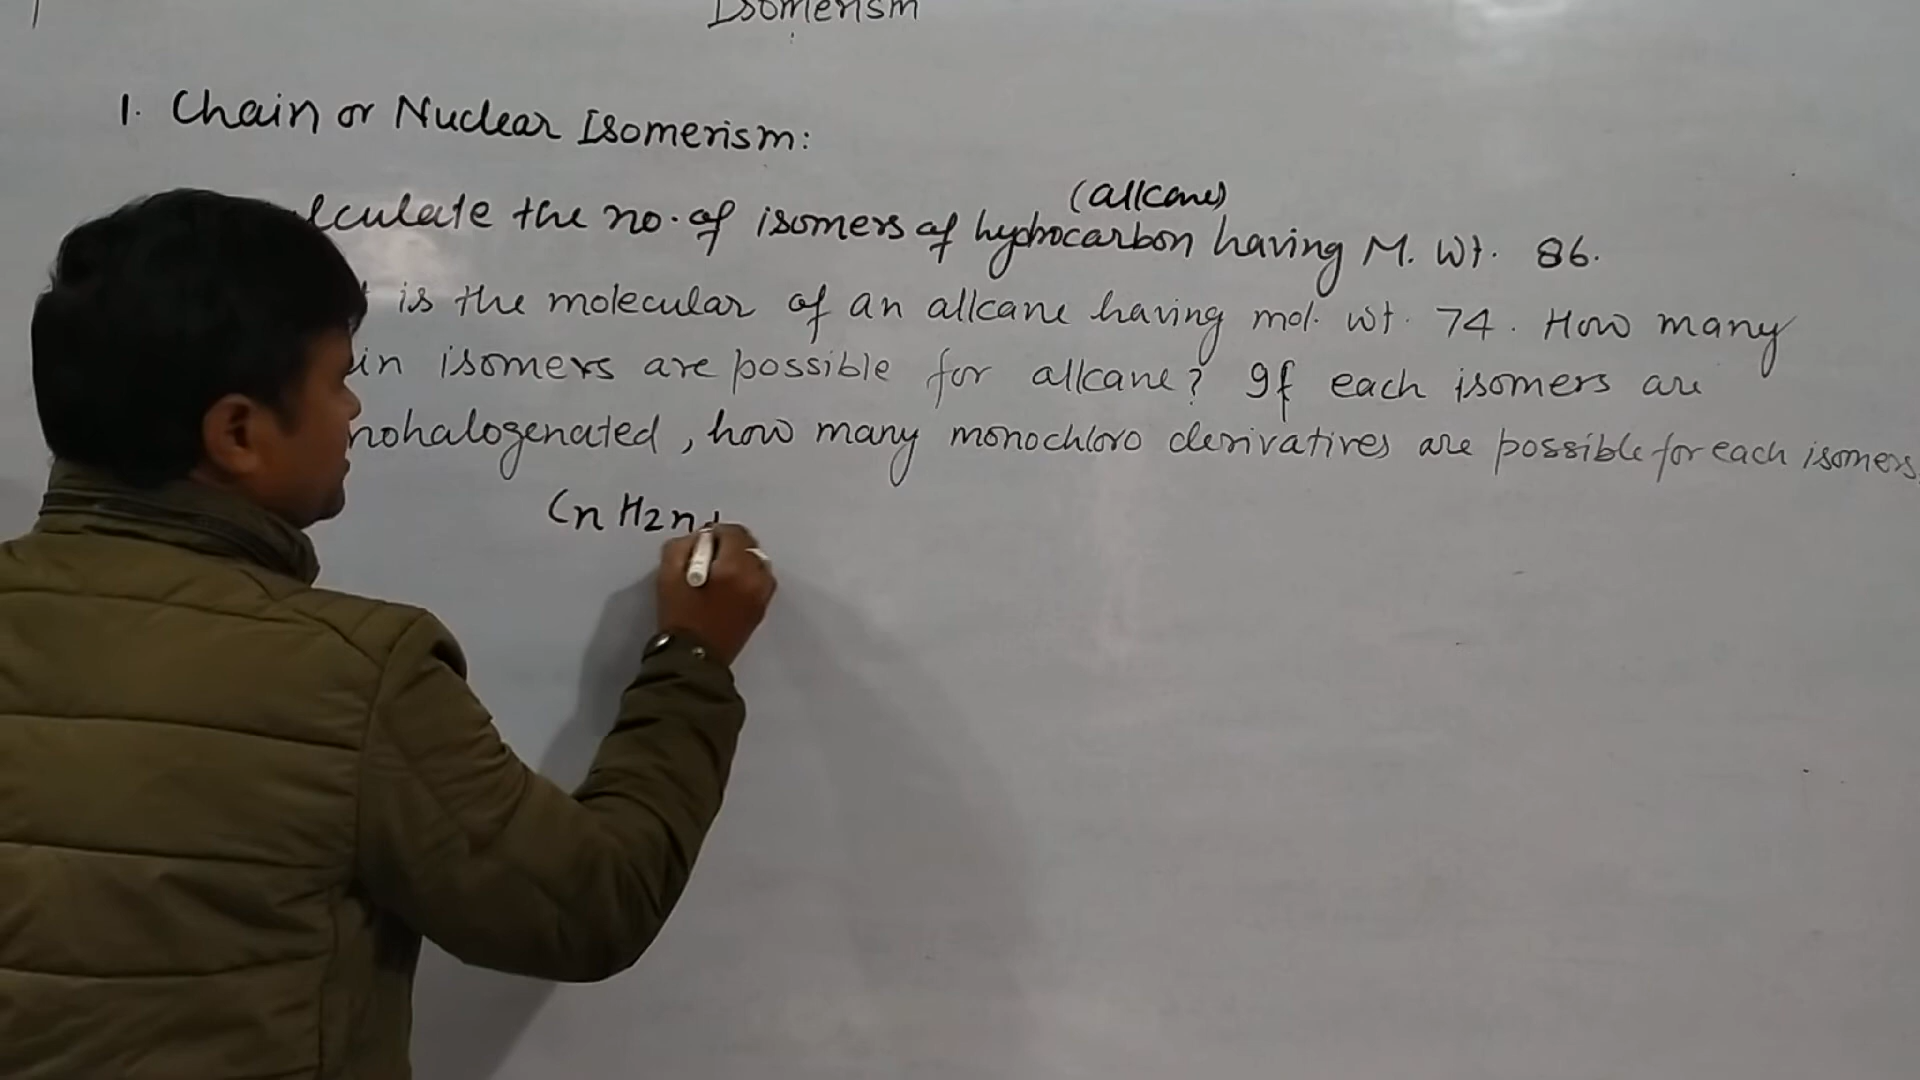 Isomerism
1. Chain or Nuclear Isomerism:
(alkane)
lculate the no. of isomers of hydrocarbon having M. Wt. 86.
is the molecular of an alkane having mol. wt. 74. How many
in isomers are possible for alkane? If each isomers are
nohalogenated, how many monochloro derivatives are possible for each isomers.
CnH2n+